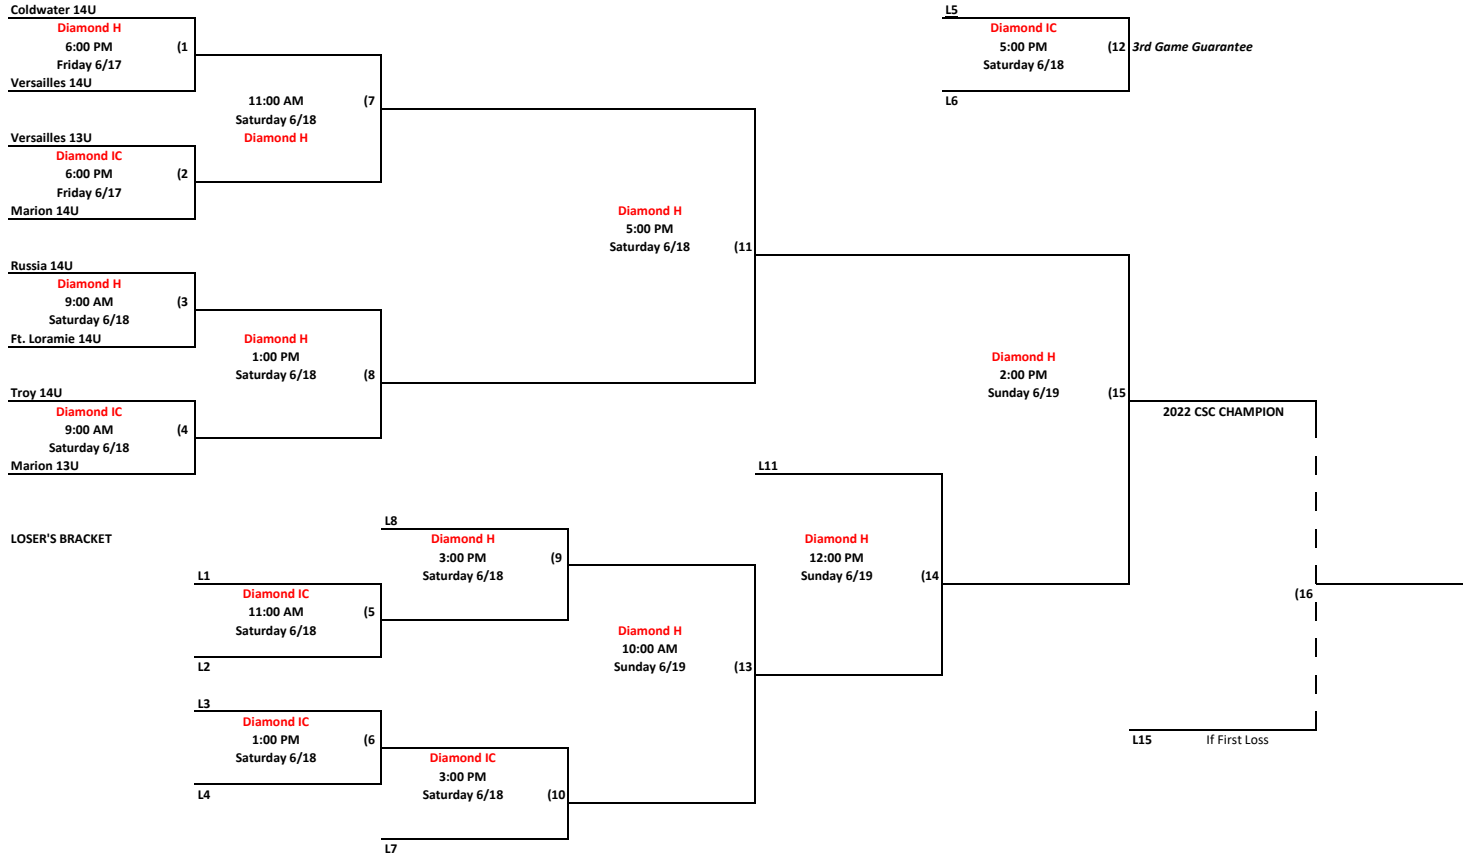 Coldwater 14U
Diamond H
6:00 PM (1
Friday 6/17
Versailles 14U
11:00 AM (7
Saturday 6/18
Diamond H
Versailles 13U
Diamond IC
6:00 PM (2
Friday 6/17
Marion 14U
Russia 14U
Diamond H
9:00 AM (3
Saturday 6/18
Ft. Loramie 14U
Diamond H
1:00 PM
Saturday 6/18 (8
Troy 14U
Diamond IC
9:00 AM (4
Saturday 6/18
Marion 13U
Diamond H
5:00 PM
Saturday 6/18 (11
L5
Diamond IC
5:00 PM (12 3rd Game Guarantee
Saturday 6/18
L6
Diamond H
2:00 PM
Sunday 6/19 (15
2022 CSC CHAMPION
LOSER'S BRACKET
L8
Diamond H
3:00 PM (9
Saturday 6/18
L1
Diamond IC
11:00 AM (5
Saturday 6/18
L2
L3
Diamond IC
1:00 PM (6
Saturday 6/18
L4
Diamond IC
3:00 PM
Saturday 6/18 (10
L7
Diamond H
10:00 AM
Sunday 6/19 (13
L11
Diamond H
12:00 PM
Sunday 6/19 (14
(16
L15 If First Loss